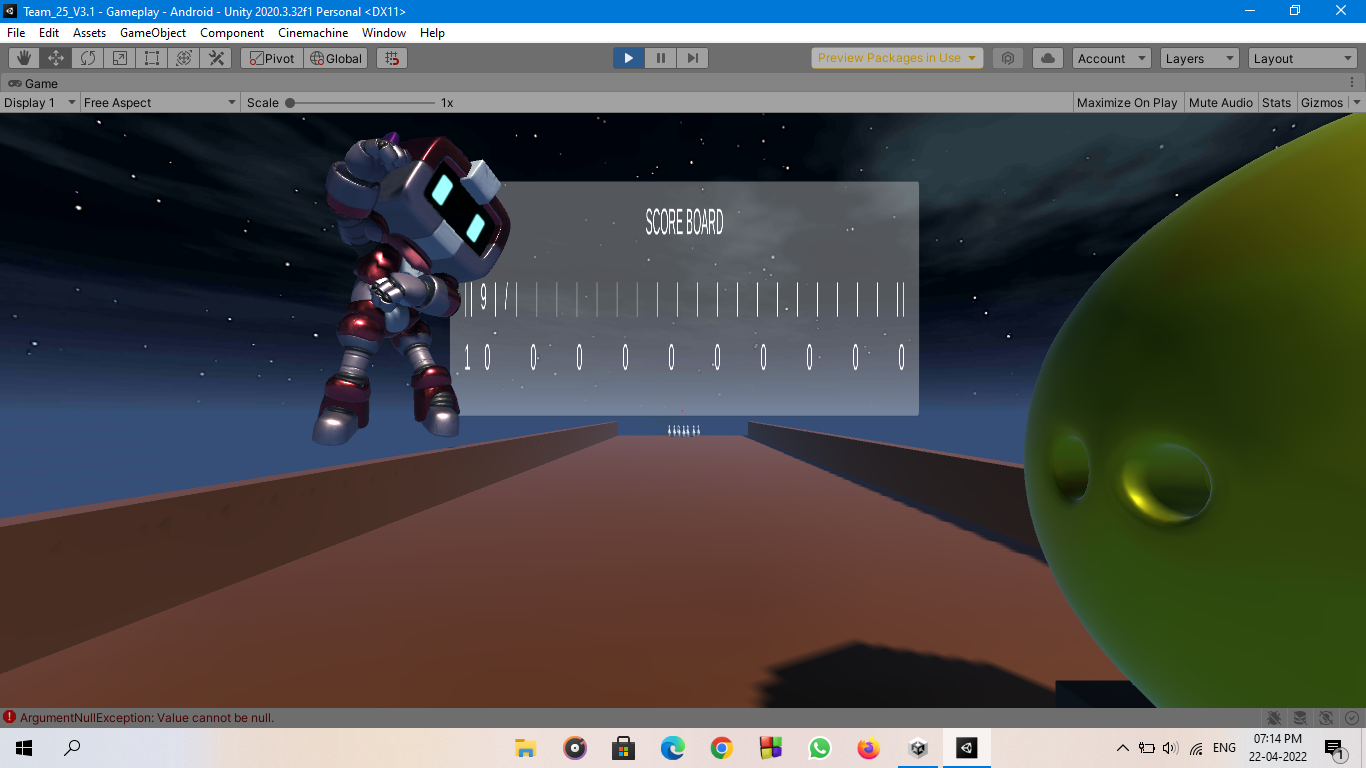 Team_25_V3.1 - Gameplay - Android - Unity 2020.3.32f1 Personal <DX11>
File Edit Assets GameObject Component Cinemachine Window Help
Pivot Global Preview Packages in Use Account Layers Layout
Game
Display 1 Free Aspect Scale 1x Maximize On Play Mute Audio Stats Gizmos
SCORE BOARD
|| 9 | / | | | | | | | | | | | | | | | | | | ||
1 0 0 0 0 0 0 0 0 0 0
ArgumentNullException: Value cannot be null.
ENG 07:14 PM
22-04-2022
1